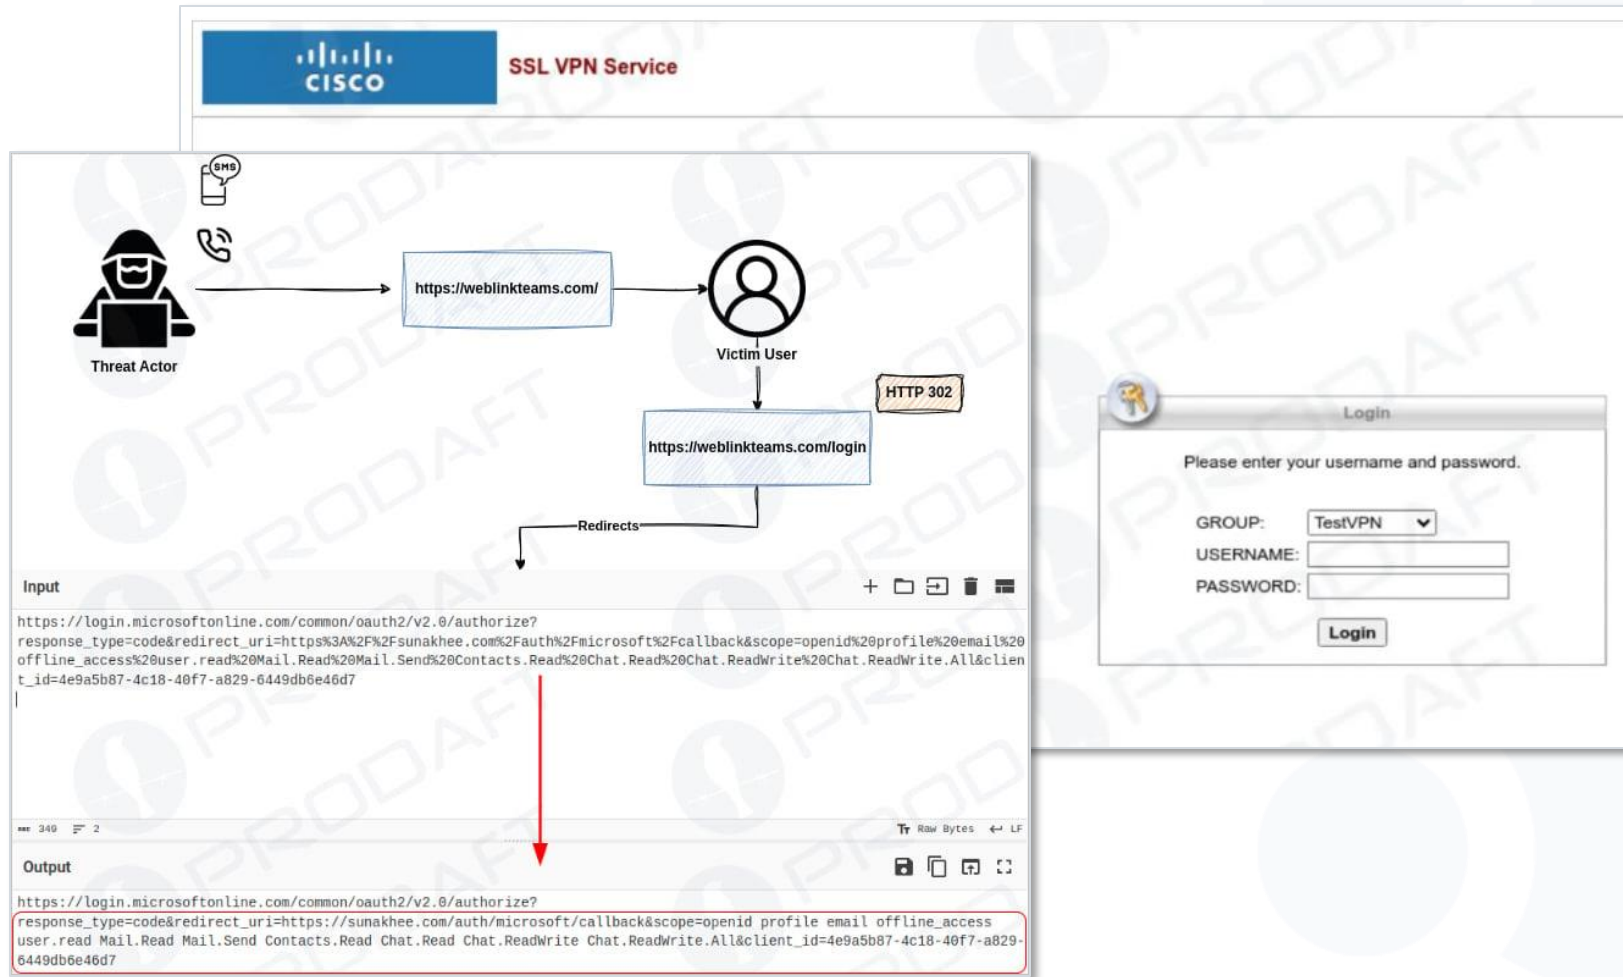 CISCO
SSL VPN Service
SMS
https://weblinkteams.com/
Threat Actor
Victim User
HTTP 302
https://weblinkteams.com/login
Redirects
Input
https://login.microsoftonline.com/common/oauth2/v2.0/authorize?
response_type=code&redirect_uri=https%3A%2F%2Fsunakhee.com%2Fauth%2Fmicrosoft%2Fcallback&scope=openid%20profile%20email%20
offline_access%20user.read%20Mail.Read%20Mail.Send%20Contacts.Read%20Chat.Read%20Chat.ReadWrite%20Chat.ReadWrite.All&clien
t_id=4e9a5b87-4c18-40f7-a829-6449db6e46d7
349 2
Raw Bytes LF
Output
https://login.microsoftonline.com/common/oauth2/v2.0/authorize?
response_type=code&redirect_uri=https://sunakhee.com/auth/microsoft/callback&scope=openid profile email offline_access
user.read Mail.Read Mail.Send Contacts.Read Chat.Read Chat.ReadWrite Chat.ReadWrite.All&client_id=4e9a5b87-4c18-40f7-a829-
6449db6e46d7
Login
Please enter your username and password.
GROUP: TestVPN
USERNAME:
PASSWORD:
Login
PRODAFT